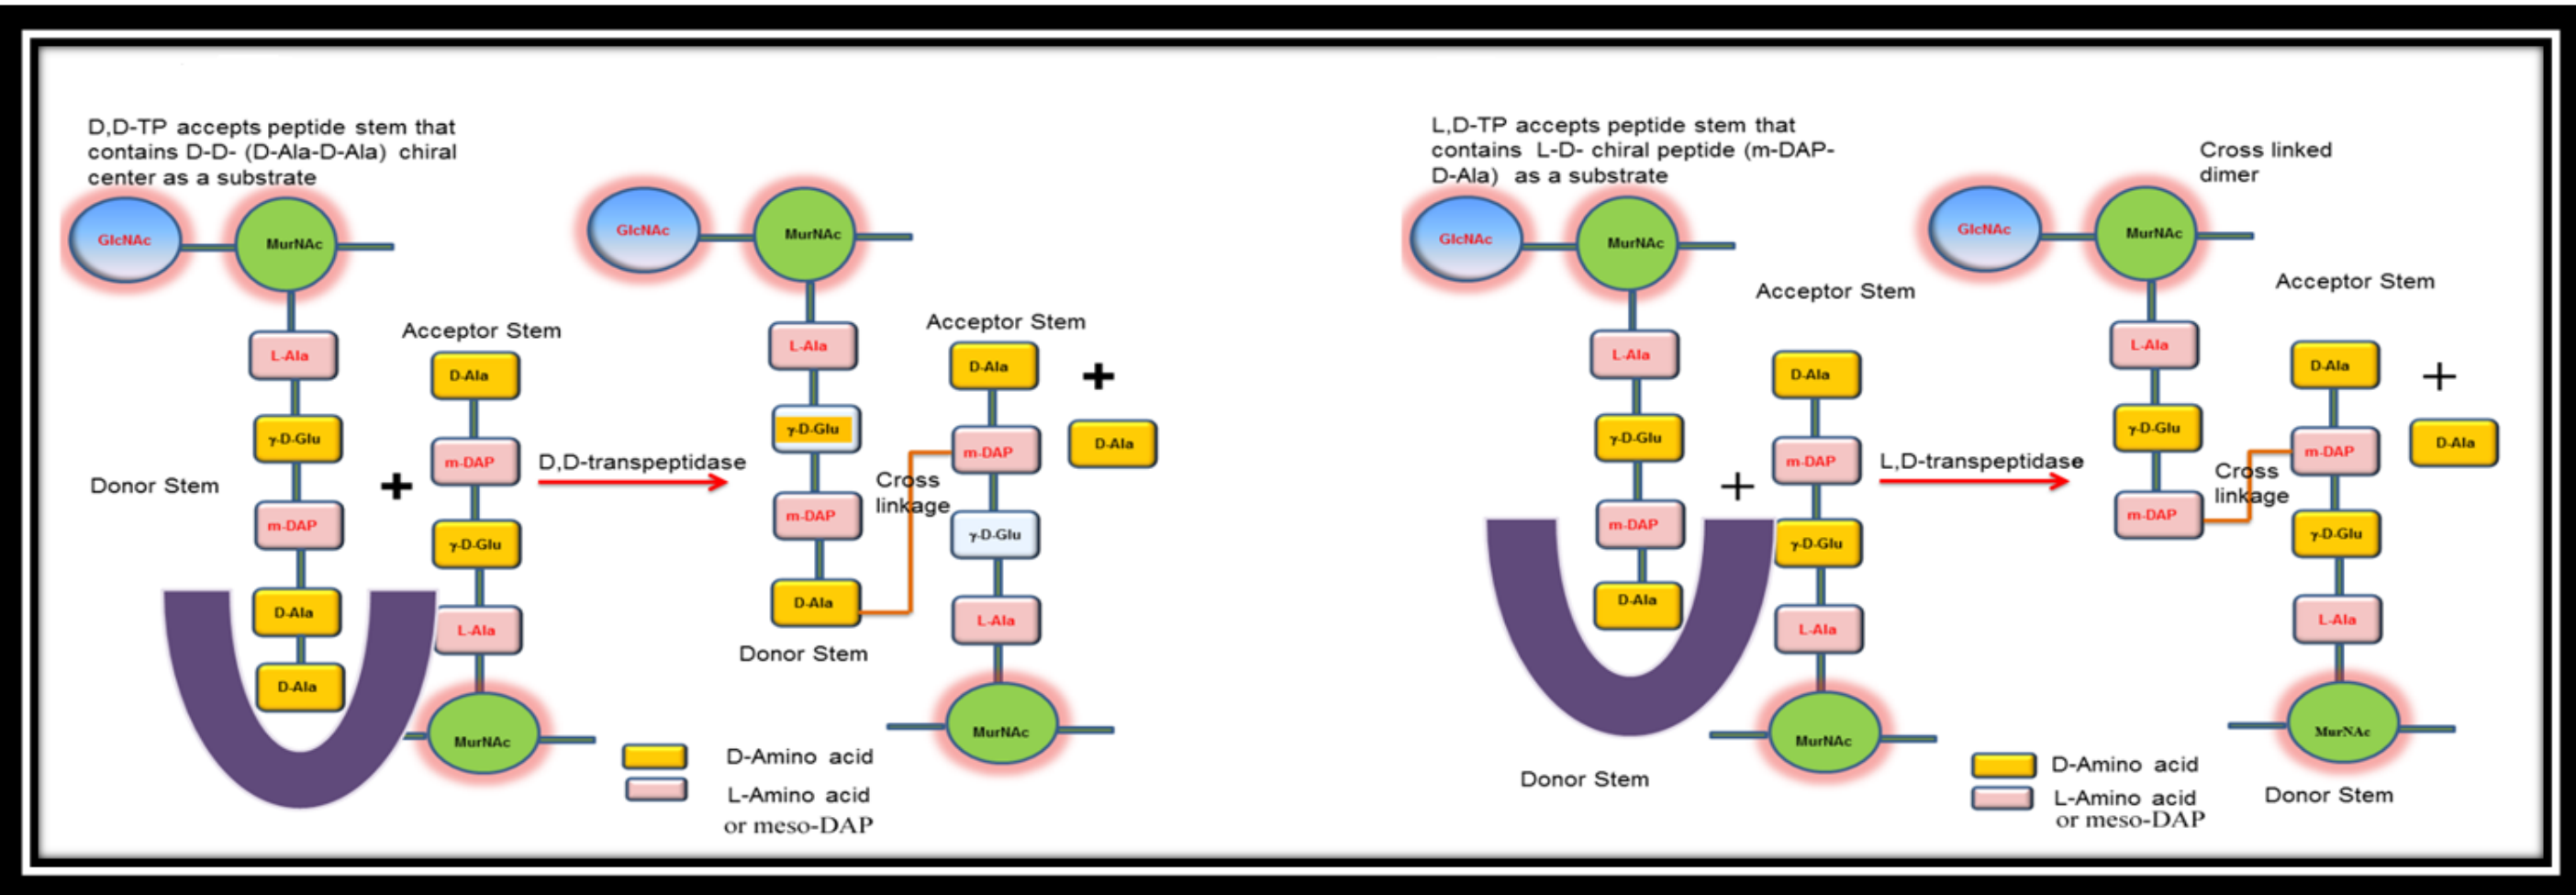 D,D-TP accepts peptide stem that
contains D-D- (D-Ala-D-Ala) chiral
center as a substrate
GlcNAc
MurNAc
L-Ala
γ-D-Glu
m-DAP
D-Ala
D-Ala
Donor Stem
Acceptor Stem
D-Ala
m-DAP
γ-D-Glu
L-Ala
MurNAc
+
D,D-transpeptidase
GlcNAc
MurNAc
L-Ala
γ-D-Glu
m-DAP
D-Ala
Donor Stem
Cross
linkage
Acceptor Stem
D-Ala
m-DAP
γ-D-Glu
L-Ala
MurNAc
+
D-Ala
D-Amino acid
L-Amino acid
or meso-DAP
L,D-TP accepts peptide stem that
contains L-D- chiral peptide (m-DAP-
D-Ala) as a substrate
GlcNAc
MurNAc
L-Ala
γ-D-Glu
m-DAP
D-Ala
Donor Stem
+
Acceptor Stem
D-Ala
m-DAP
γ-D-Glu
L-Ala
MurNAc
L,D-transpeptidase
Cross linked
dimer
GlcNAc
MurNAc
L-Ala
γ-D-Glu
m-DAP
Cross
linkage
Acceptor Stem
D-Ala
m-DAP
γ-D-Glu
L-Ala
MurNAc
Donor Stem
+
D-Ala
D-Amino acid
L-Amino acid
or meso-DAP